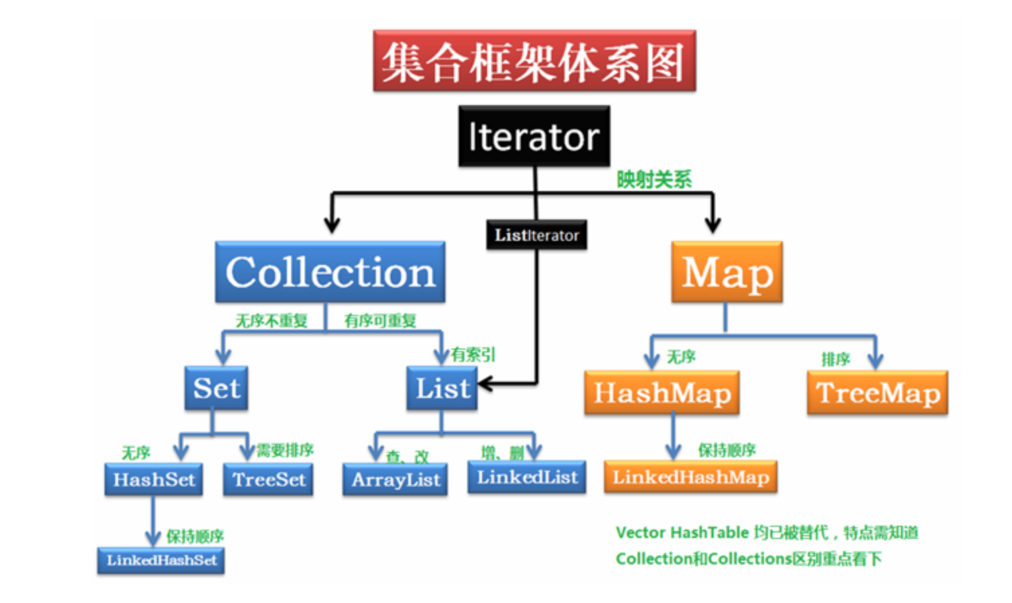 集合框架体系图
Iterator
映射关系
ListIterator
Collection
Map
无序不重复
有序可重复
有索引
无序
排序
Set
List
HashMap
TreeMap
无序
需要排序
查、改
增、删
保持顺序
HashSet
TreeSet
ArrayList
LinkedList
LinkedHashMap
保持顺序
LinkedHashSet
Vector HashTable 均已被替代，特点需知道
Collection和Collections区别重点看下